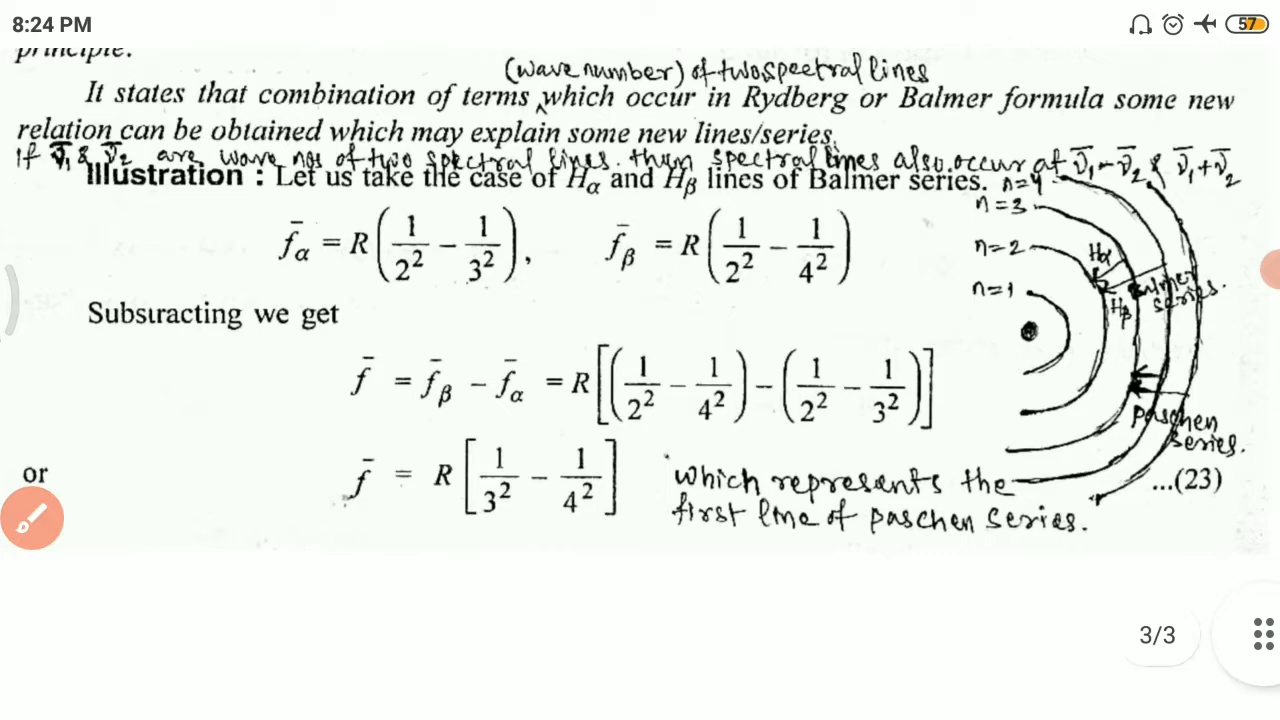 8:24 PM
57
principle.
(wave number) of two spectral lines
It states that combination of terms ‸which occur in Rydberg or Balmer formula some new
relation can be obtained which may explain some new lines/series.
If ν̄₁ & ν̄₂ are wave nos of two spectral lines. then spectral lines also occur at ν̄₁ - ν̄₂ & ν̄₁ + ν̄₂
Illustration : Let us take the case of Hα and Hβ lines of Balmer series.
n=4
n=3
n=2
n=1
Hα
Hβ
Balmer
series.
f̄α = R(1/2² − 1/3²), f̄β = R(1/2² − 1/4²)
Substracting we get
f̄ = f̄β − f̄α = R[(1/2² − 1/4²) − (1/2² − 1/3²)]
Paschen
series.
or f̄ = R[1/3² − 1/4²] which represents the ...(23)
first line of paschen series.
3/3